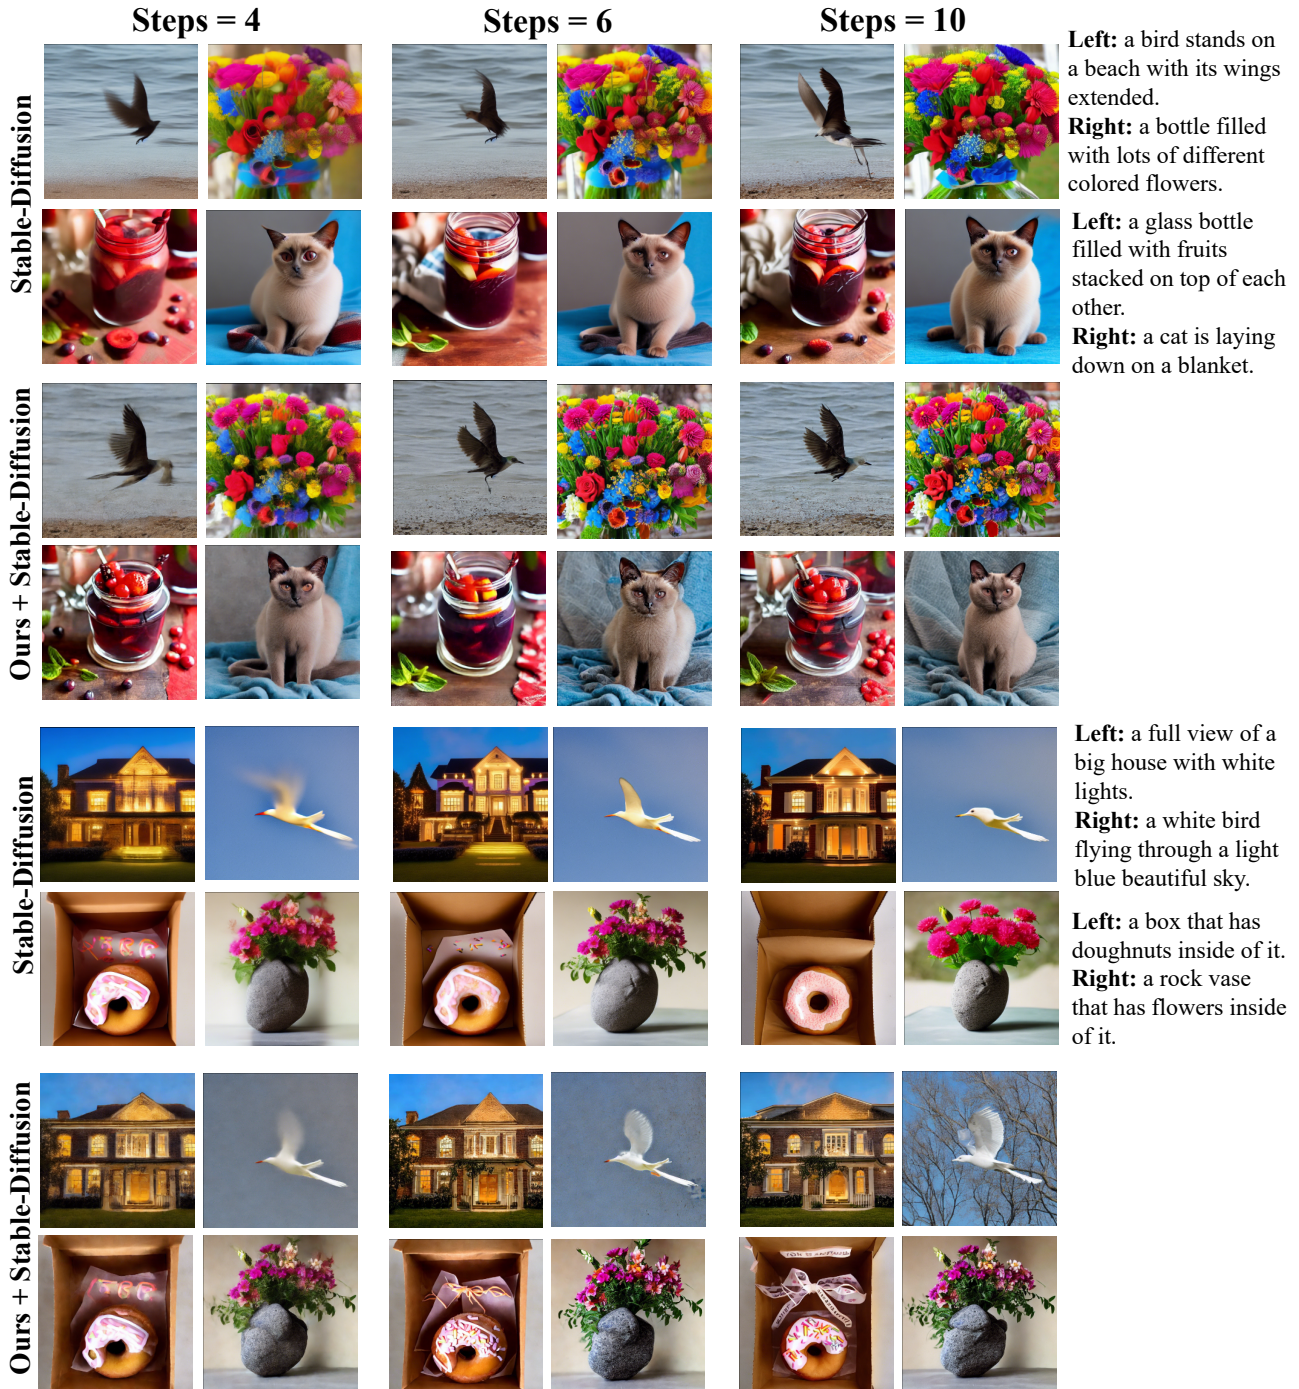 Steps = 4
Steps = 6
Steps = 10
Stable-Diffusion
Left: a bird stands on
a beach with its wings
extended.
Right: a bottle filled
with lots of different
colored flowers.
Left: a glass bottle
filled with fruits
stacked on top of each
other.
Right: a cat is laying
down on a blanket.
Ours + Stable-Diffusion
Stable-Diffusion
Left: a full view of a
big house with white
lights.
Right: a white bird
flying through a light
blue beautiful sky.
Left: a box that has
doughnuts inside of it.
Right: a rock vase
that has flowers inside
of it.
Ours + Stable-Diffusion